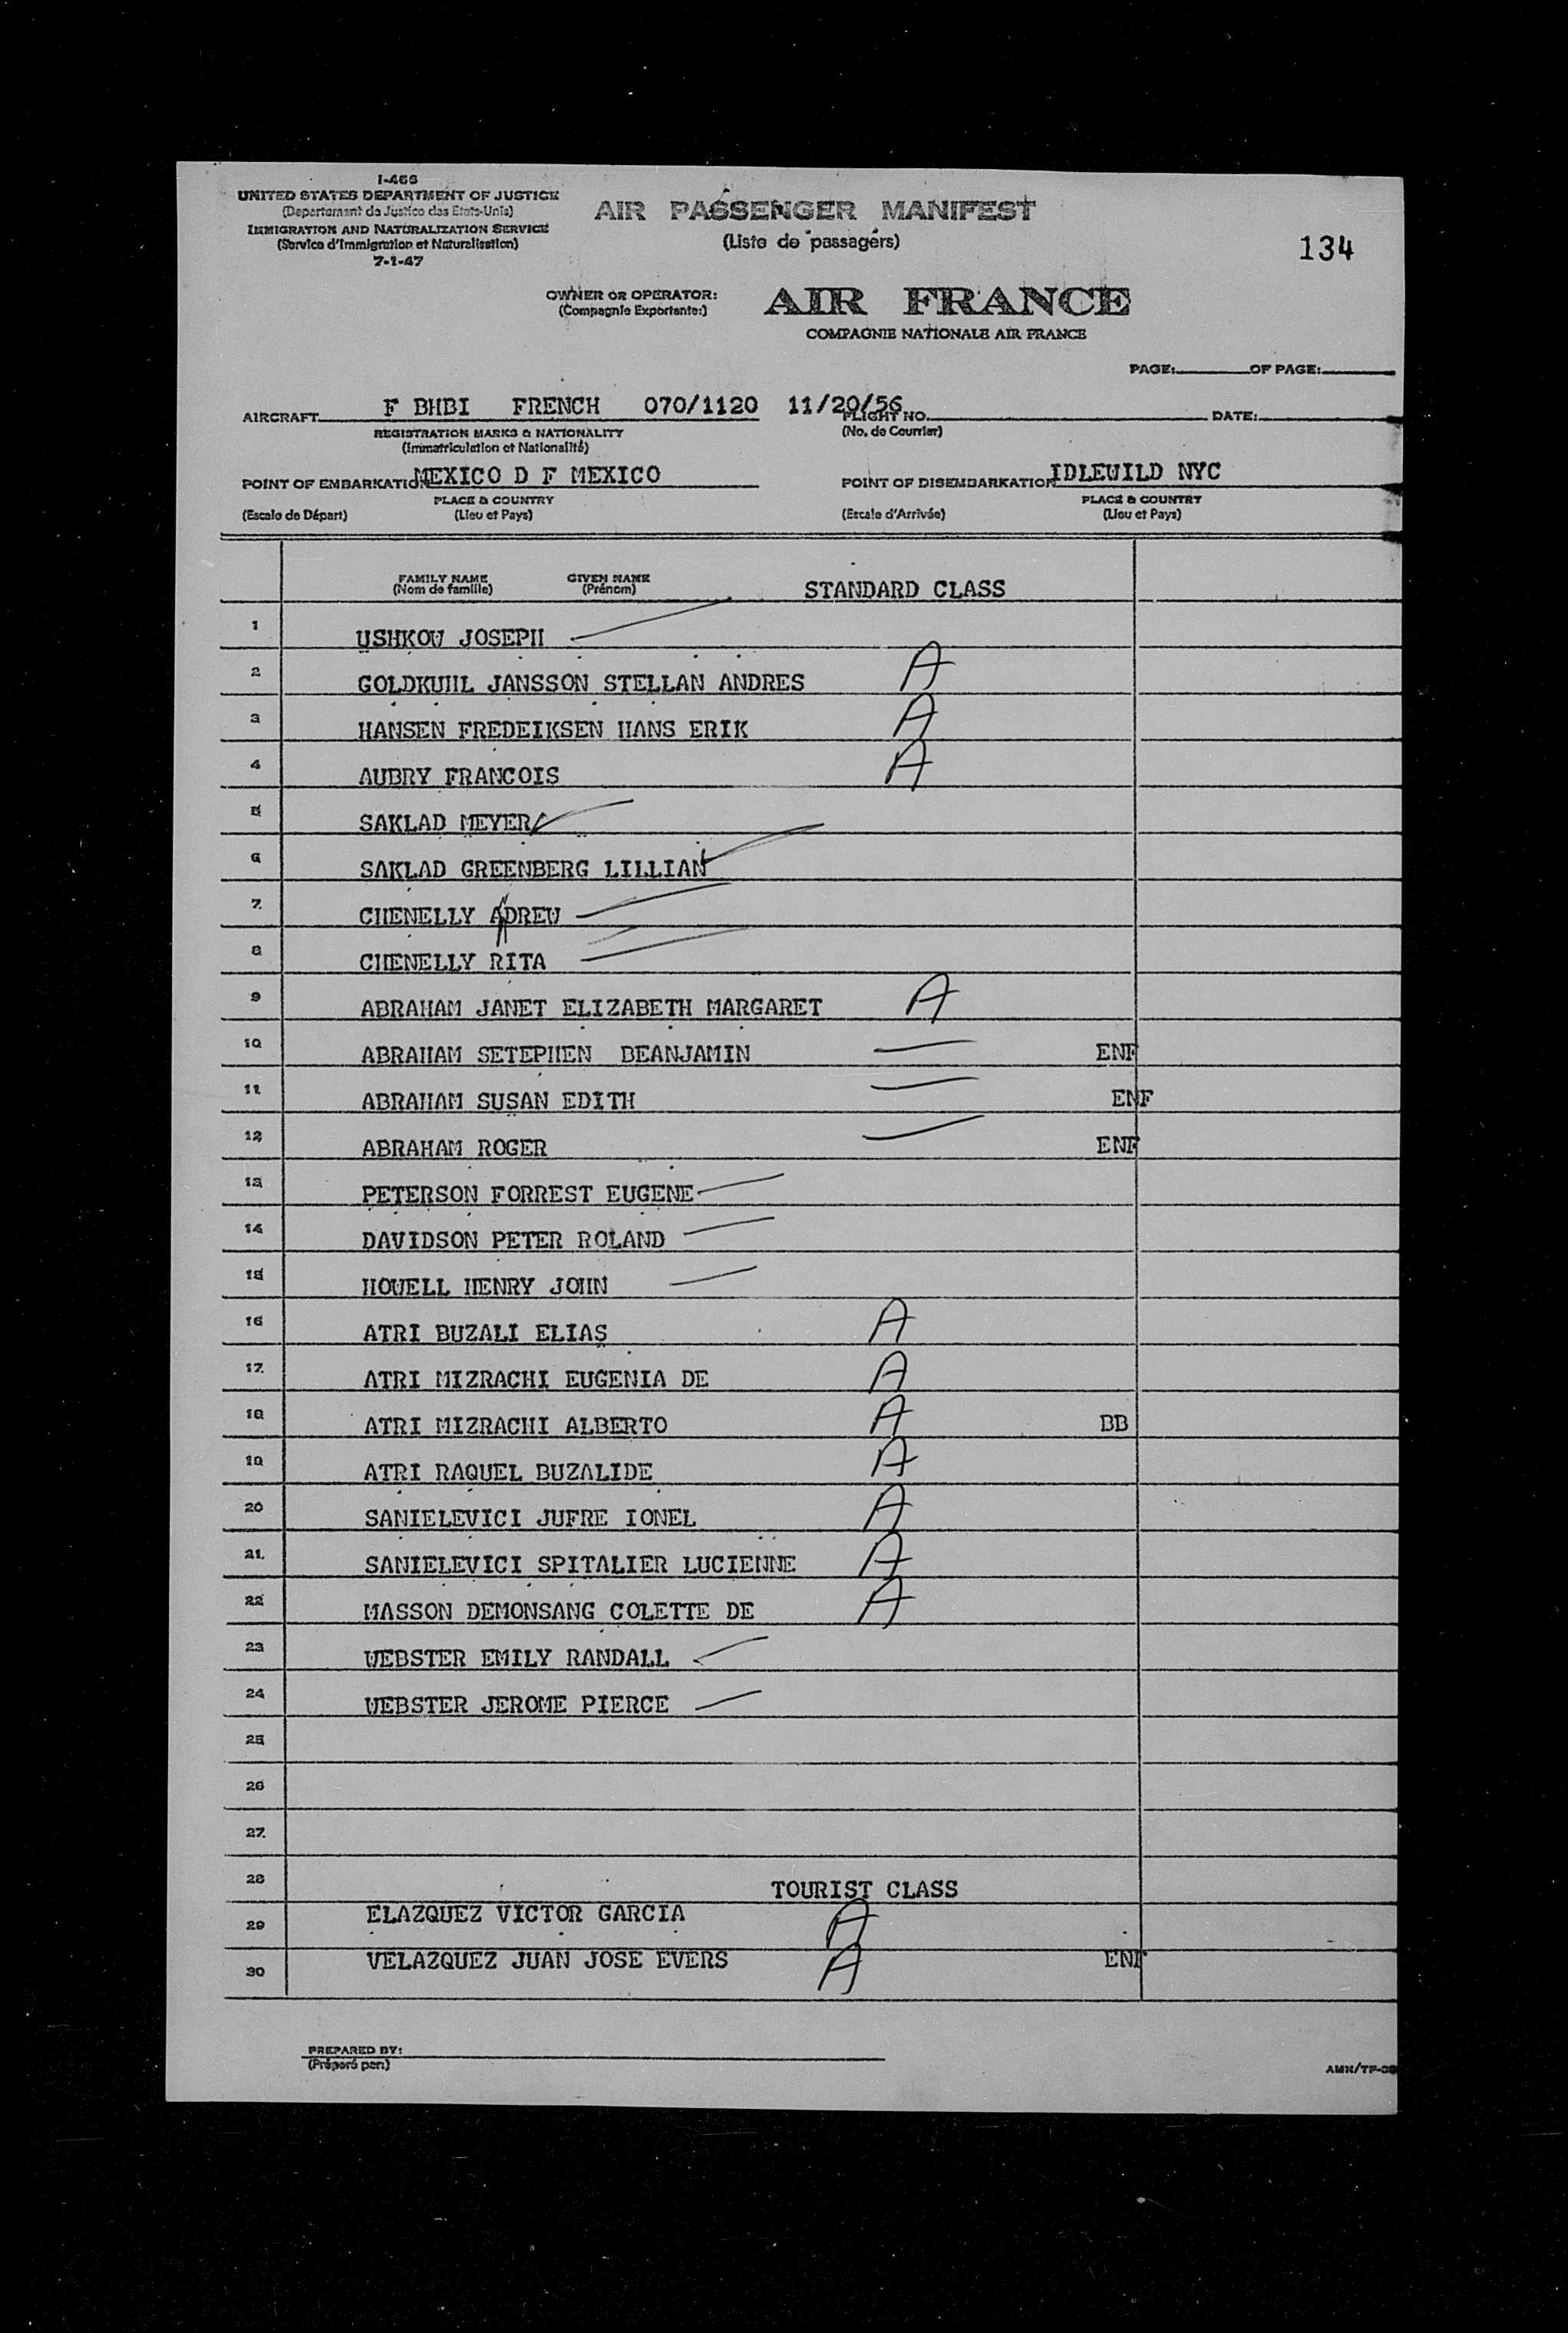 I-466
UNITED STATES DEPARTMENT OF JUSTICE
(Departement de Justice des Etats-Unis)
IMMIGRATION AND NATURALIZATION SERVICE
(Service d'Immigration et Naturalisation)
7-1-47
AIR PASSENGER MANIFEST
(Liste de passagers)
134
OWNER OR OPERATOR:
(Compagnie Exportante:)
AIR FRANCE
COMPAGNIE NATIONALE AIR FRANCE
PAGE: OF PAGE:
AIRCRAFT F BHBI FRENCH 070/1120 11/20/56 FLIGHT NO. DATE:
REGISTRATION MARKS & NATIONALITY (No. de Courrier)
(Immatriculation et Nationalité)
POINT OF EMBARKATION MEXICO D F MEXICO POINT OF DISEMBARKATION IDLEWILD NYC
PLACE & COUNTRY PLACE & COUNTRY
(Escale de Départ) (Lieu et Pays) (Escale d'Arrivée) (Lieu et Pays)
FAMILY NAME GIVEN NAME STANDARD CLASS
(Nom de famille) (Prénom)
1 USHKOW JOSEPH
2 GOLDKUHL JANSSON STELLAN ANDRES A
3 HANSEN FREDEIKSEN HANS ERIK A
4 AUBRY FRANCOIS A
5 SAKLAD MEYER
6 SAKLAD GREENBERG LILLIAN
7 CHENELLY ADREW
8 CHENELLY RITA
9 ABRAHAM JANET ELIZABETH MARGARET A
10 ABRAHAM SETEPHEN BEANJAMIN ENF
11 ABRAHAM SUSAN EDITH ENF
12 ABRAHAM ROGER ENF
13 PETERSON FORREST EUGENE
14 DAVIDSON PETER ROLAND
15 HOWELL HENRY JOHN
16 ATRI BUZALI ELIAS A
17 ATRI MIZRACHI EUGENIA DE A
18 ATRI MIZRACHI ALBERTO A BB
19 ATRI RAQUEL BUZALIDE A
20 SANIELEVICI JUFRE IONEL A
21 SANIELEVICI SPITALIER LUCIENNE A
22 MASSON DEMONSANG COLETTE DE A
23 WEBSTER EMILY RANDALL
24 WEBSTER JEROME PIERCE
25
26
27
28 TOURIST CLASS
29 ELAZQUEZ VICTOR GARCIA A
30 VELAZQUEZ JUAN JOSE EVERS A ENF
PREPARED BY:
(Préparé par:)